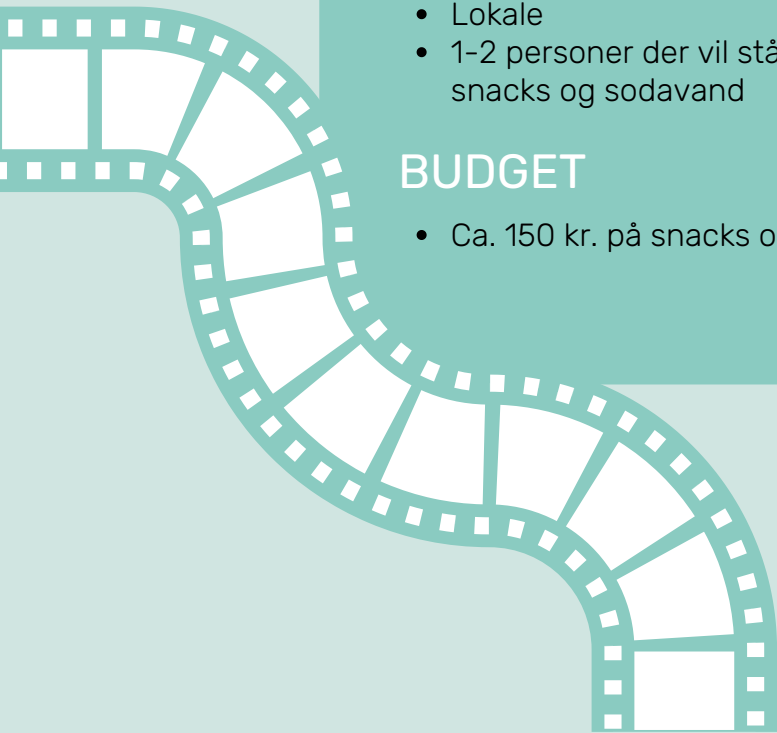 • Lokale
• 1-2 personer der vil stå
snacks og sodavand
BUDGET
• Ca. 150 kr. på snacks o